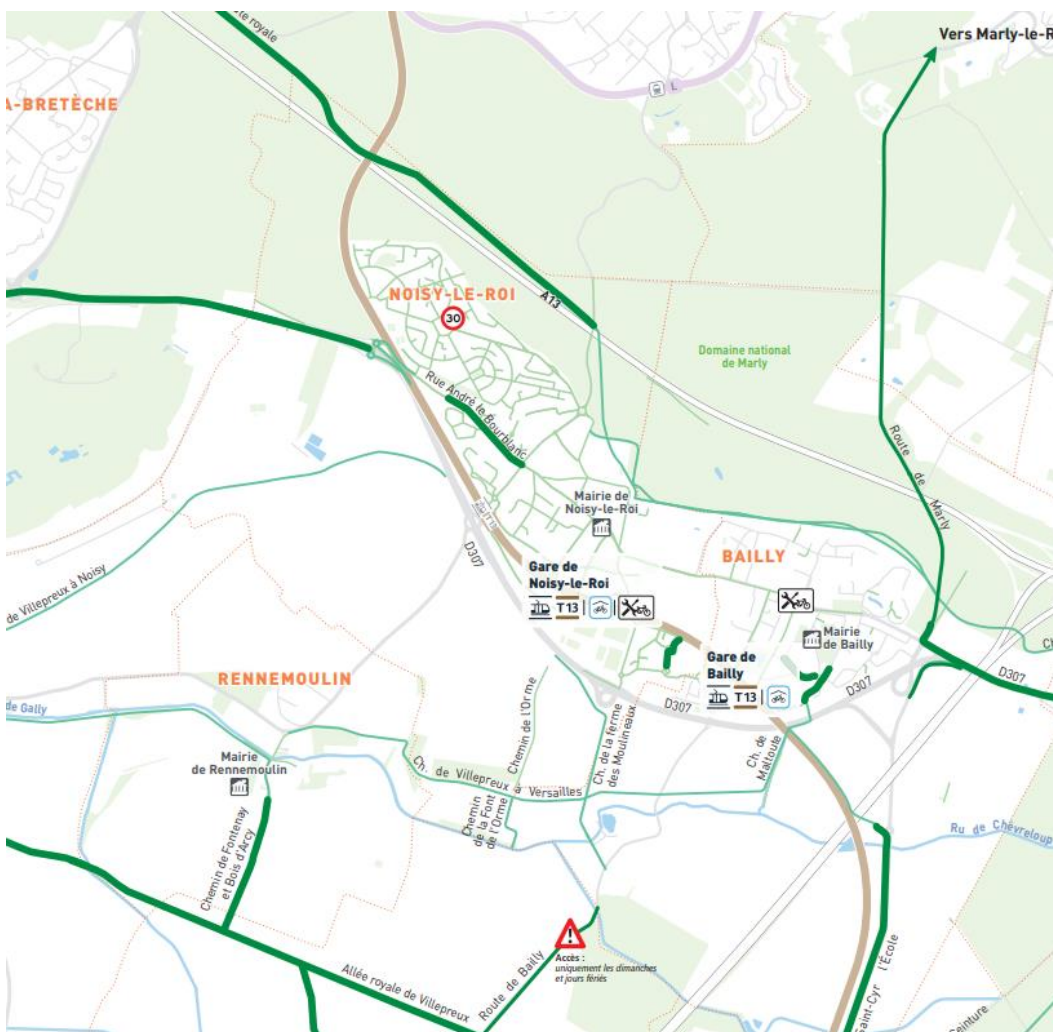 te royale
Vers Marly-le-R
L
A-BRETÈCHE
NOISY-LE-ROI
30
A13
Domaine national
de Marly
Rue André le Bourblanc
Route de Marly
Mairie de
Noisy-le-Roi
D307
BAILLY
Gare de
Noisy-le-Roi
T13
de Villepreux à Noisy
Mairie
de Bailly
Gare de
Bailly
T13
D307
D307
D307
Ch
RENNEMOULIN
de Gally
Chemin de l'Orme
Ch. de la ferme
des Moulineaux
Ch. de
Maltoute
Mairie
de Rennemoulin
Ch. de Villepreux à Versailles
Chemin
de la Font
de l'Orme
Ru de Chèvreloup
Chemin de Fontenay
et Bois d'Arcy
Accès :
uniquement les dimanches
et jours fériés
Allée royale de Villepreux
Route de Bailly
Saint-Cyr l'École
Ceinture